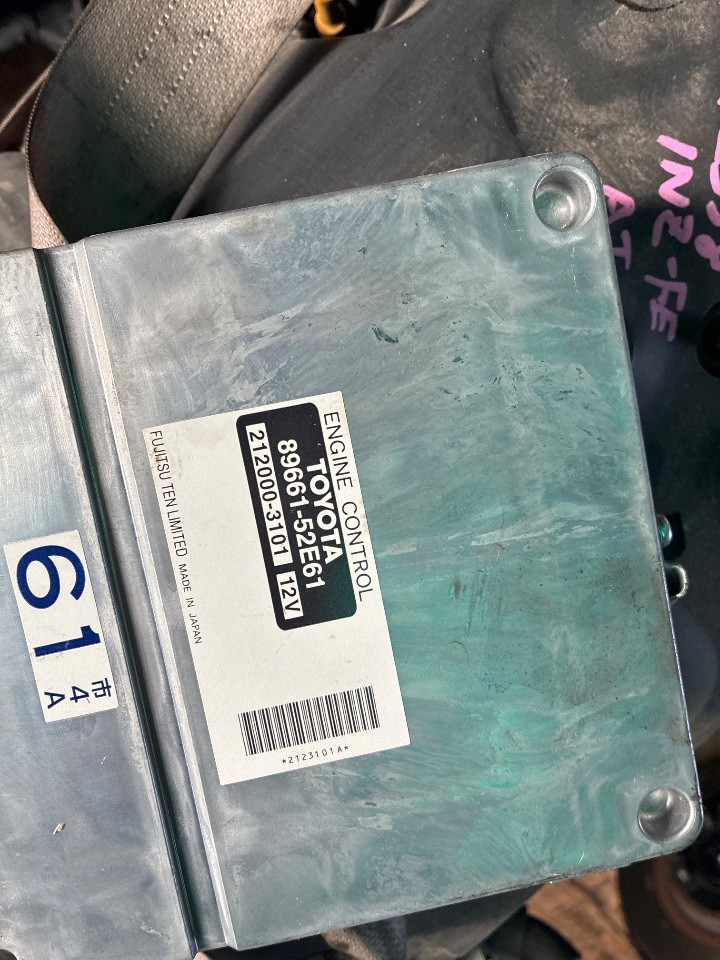 ENGINE CONTROL
TOYOTA
89661-52E61
212000-3101 12V
FUJITSU TEN LIMITED MADE IN JAPAN
*2123101A*
61
市
4
A
1NZ-FE
AT